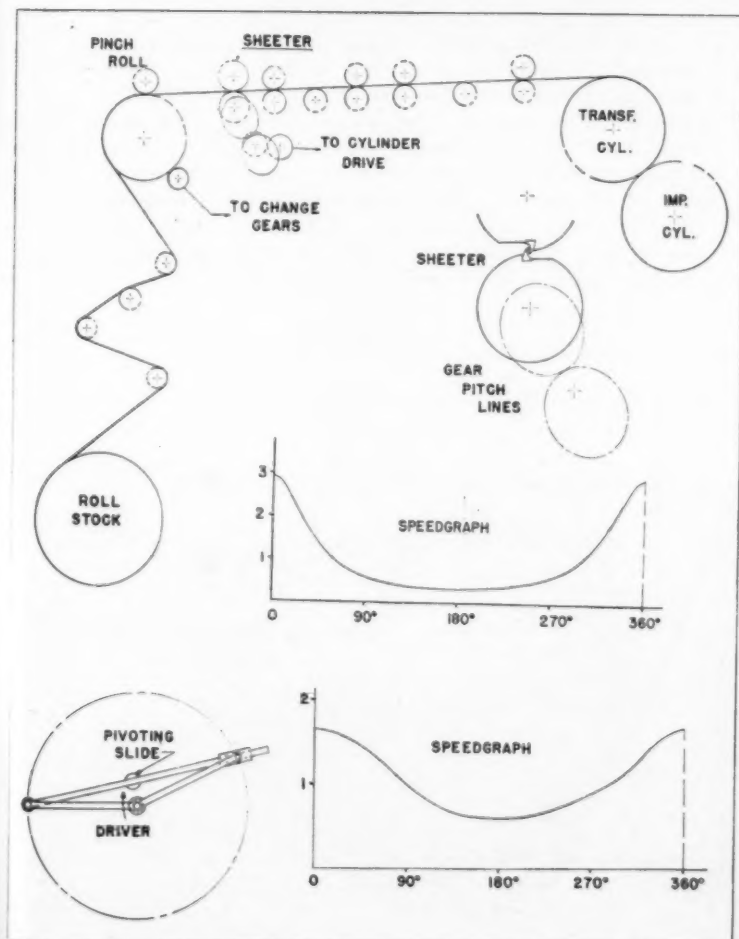 PINCH
ROLL
SHEETER
TO CYLINDER
DRIVE
TO CHANGE
GEARS
TRANSF.
CYL.
IMP.
CYL.
SHEETER
GEAR
PITCH
LINES
ROLL
STOCK
3
2
1
SPEEDGRAPH
0 90° 180° 270° 360°
PIVOTING
SLIDE
DRIVER
2
1
SPEEDGRAPH
0 90° 180° 270° 360°